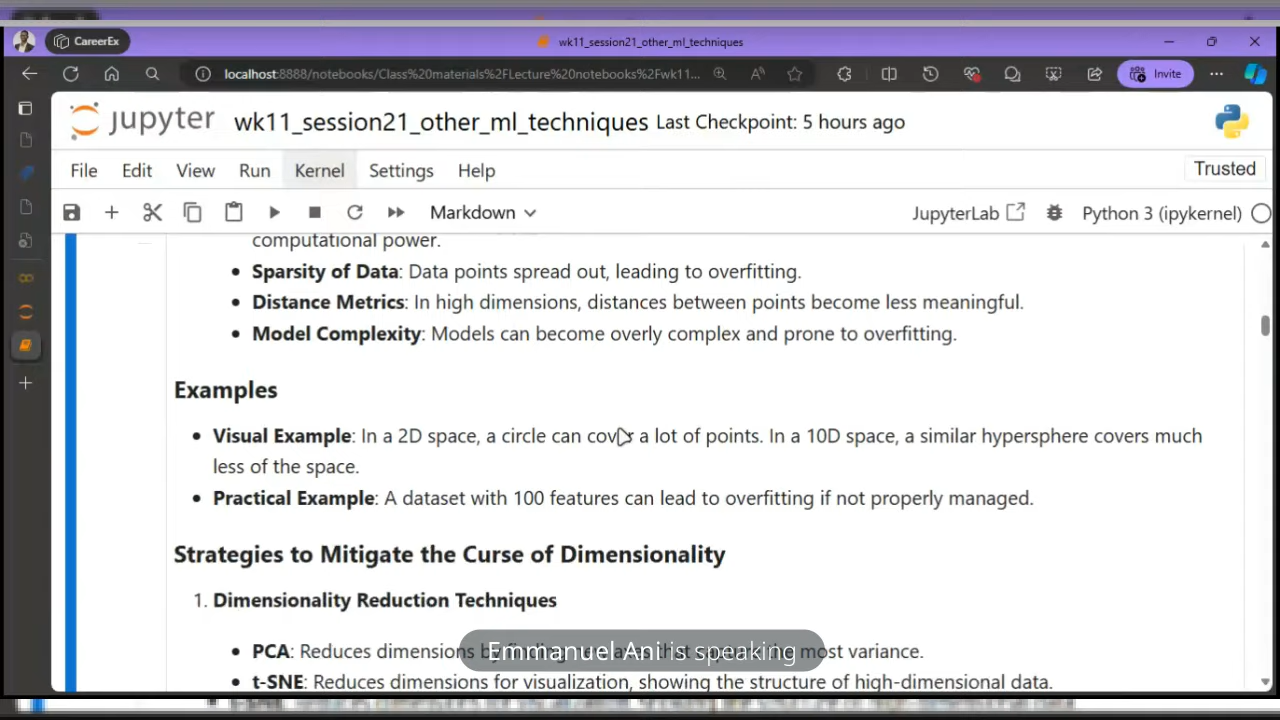 CareerEx
wk11_session21_other_ml_techniques
localhost:8888/notebooks/Class%20materials%2FLecture%20notebooks%2Fwk11...
Invite
jupyter wk11_session21_other_ml_techniques Last Checkpoint: 5 hours ago
File Edit View Run Kernel Settings Help
Trusted
Markdown
JupyterLab
Python 3 (ipykernel)
computational power.
• Sparsity of Data: Data points spread out, leading to overfitting.
• Distance Metrics: In high dimensions, distances between points become less meaningful.
• Model Complexity: Models can become overly complex and prone to overfitting.
Examples
• Visual Example: In a 2D space, a circle can cover a lot of points. In a 10D space, a similar hypersphere covers much
less of the space.
• Practical Example: A dataset with 100 features can lead to overfitting if not properly managed.
Strategies to Mitigate the Curse of Dimensionality
1. Dimensionality Reduction Techniques
• PCA: Reduces dimensions by most variance.
Emmanuel Ani is speaking
• t-SNE: Reduces dimensions for visualization, showing the structure of high-dimensional data.